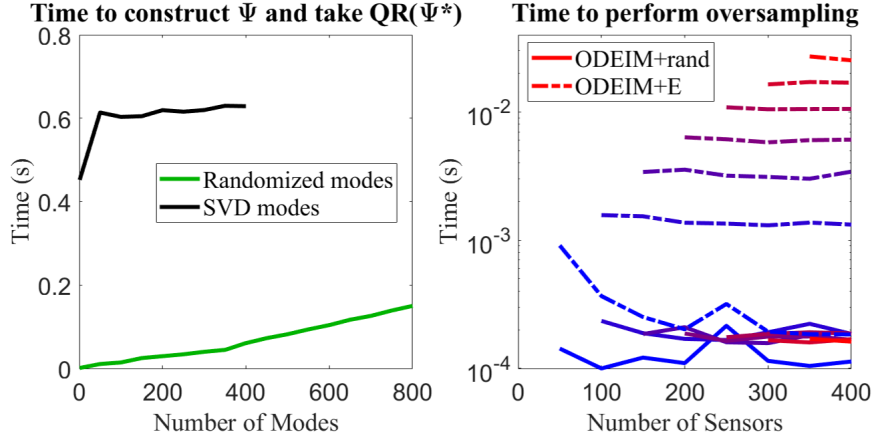 Time to construct Ψ and take QR(Ψ*)
Time (s)
0.8
0.6
0.4
0.2
0
Randomized modes
SVD modes
0 200 400 600 800
Number of Modes
Time to perform oversampling
Time (s)
10⁻²
10⁻³
10⁻⁴
ODEIM+rand
ODEIM+E
0 100 200 300 400
Number of Sensors